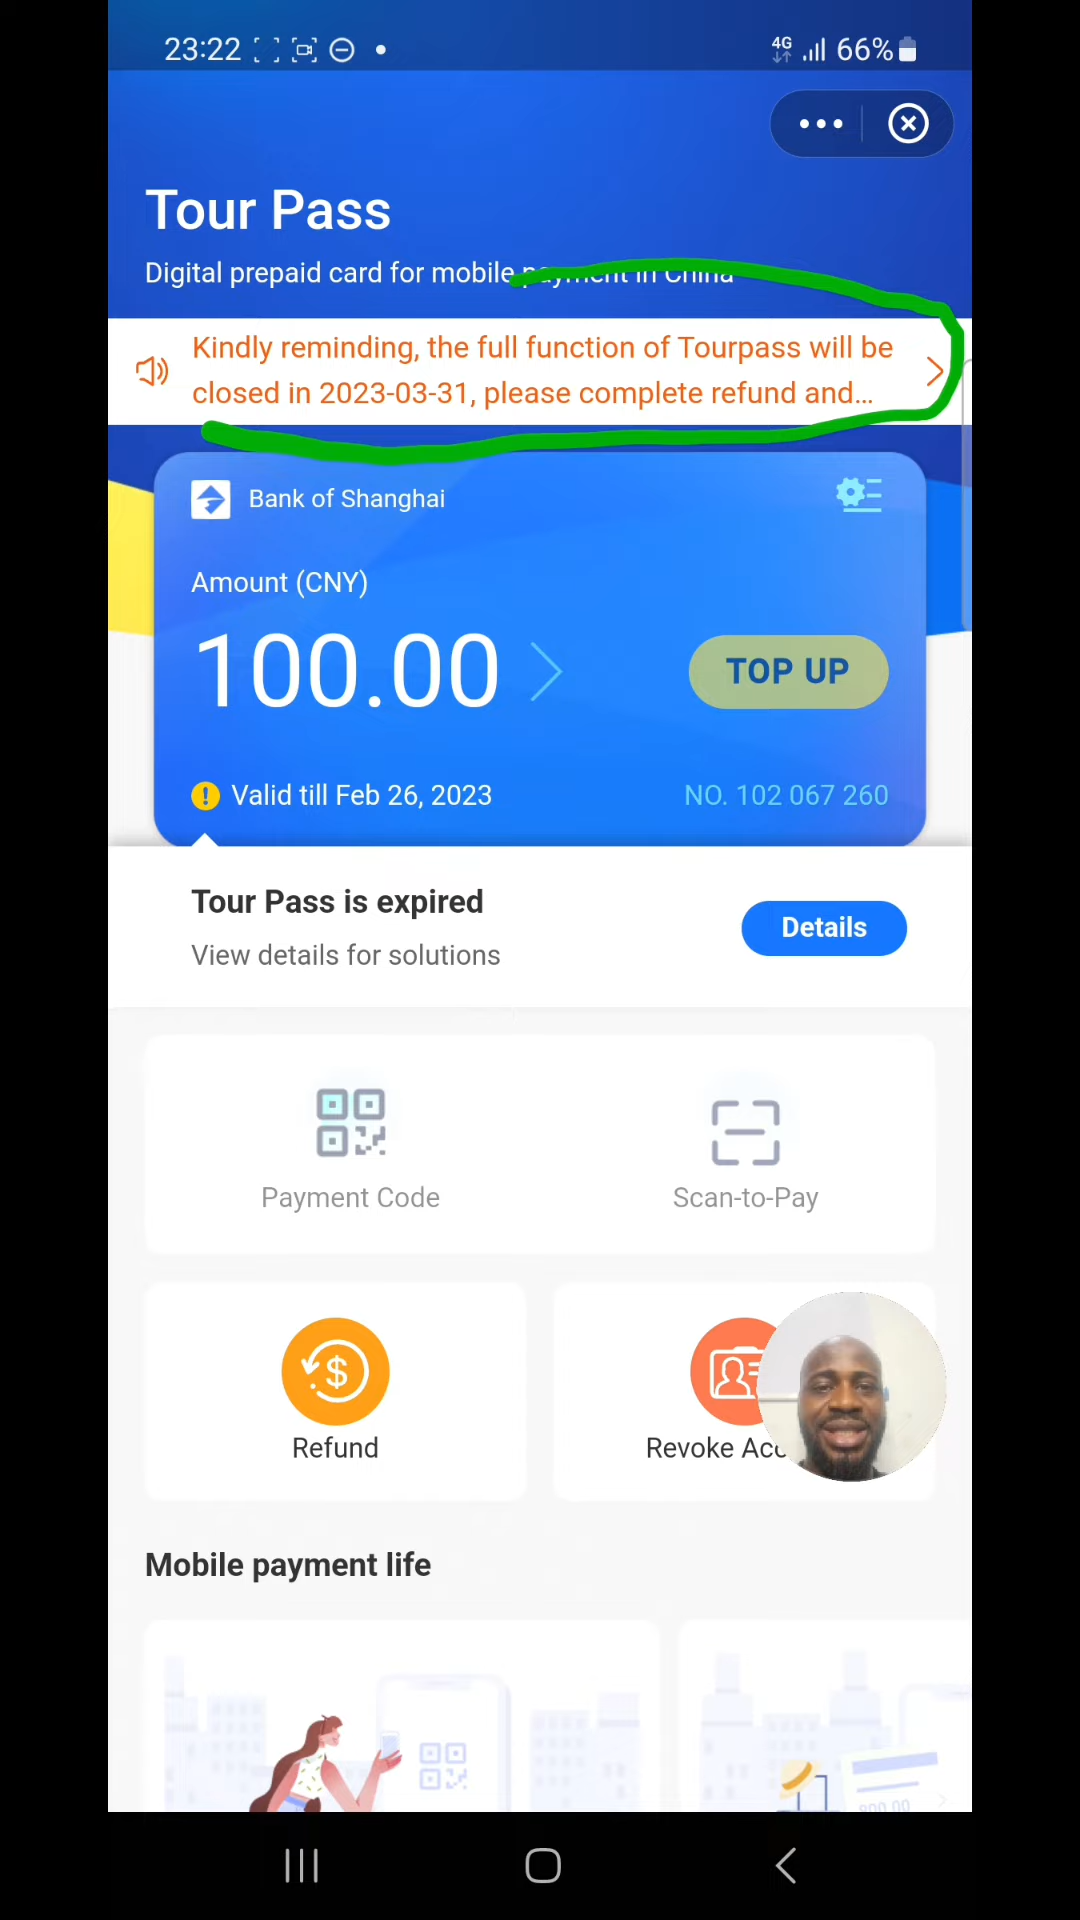 23:22
4G 66%
Tour Pass
Digital prepaid card for mobile payment in China
Kindly reminding, the full function of Tourpass will be
closed in 2023-03-31, please complete refund and...
Bank of Shanghai
Amount (CNY)
100.00
TOP UP
Valid till Feb 26, 2023
NO. 102 067 260
Tour Pass is expired
View details for solutions
Details
Payment Code
Scan-to-Pay
Refund
Revoke Acc
Mobile payment life